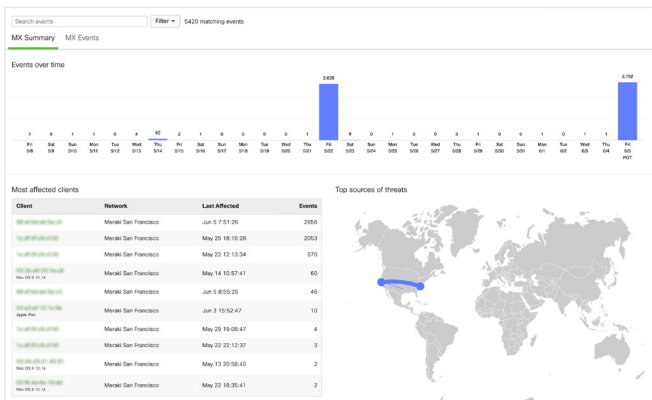 Search events Filter 5420 matching events
MX Summary MX Events
Events over time
2,628 2,702
1 0 1 1 0 4 62 2 1 0 0 0 0 1 9 0 1 0 0 3 1 0 0 1 0 1 1
Fri Sat Sun Mon Tue Wed Thu Fri Sat Sun Mon Tue Wed Thu Fri Sat Sun Mon Tue Wed Thu Fri Sat Sun Mon Tue Wed Thu Fri
5/8 5/9 5/10 5/11 5/12 5/13 5/14 5/15 5/16 5/17 5/18 5/19 5/20 5/21 5/22 5/23 5/24 5/25 5/26 5/27 5/28 5/29 5/30 5/31 6/1 6/2 6/3 6/4 6/5
PDT
Most affected clients
Client Network Last Affected Events
Meraki San Francisco Jun 5 7:51:26 2656
Meraki San Francisco May 25 18:16:28 2053
Meraki San Francisco May 22 12:13:34 570
Meraki San Francisco May 14 10:57:41 60
Mac OS X 10.14
Meraki San Francisco Jun 5 8:55:25 46
Meraki San Francisco Jun 3 15:52:47 10
Apple iPad
Meraki San Francisco May 29 19:08:47 4
Meraki San Francisco May 22 22:12:37 3
Meraki San Francisco May 13 20:58:40 2
Mac OS X 10.14
Meraki San Francisco May 22 18:35:41 2
Mac OS X 10.14
Top sources of threats